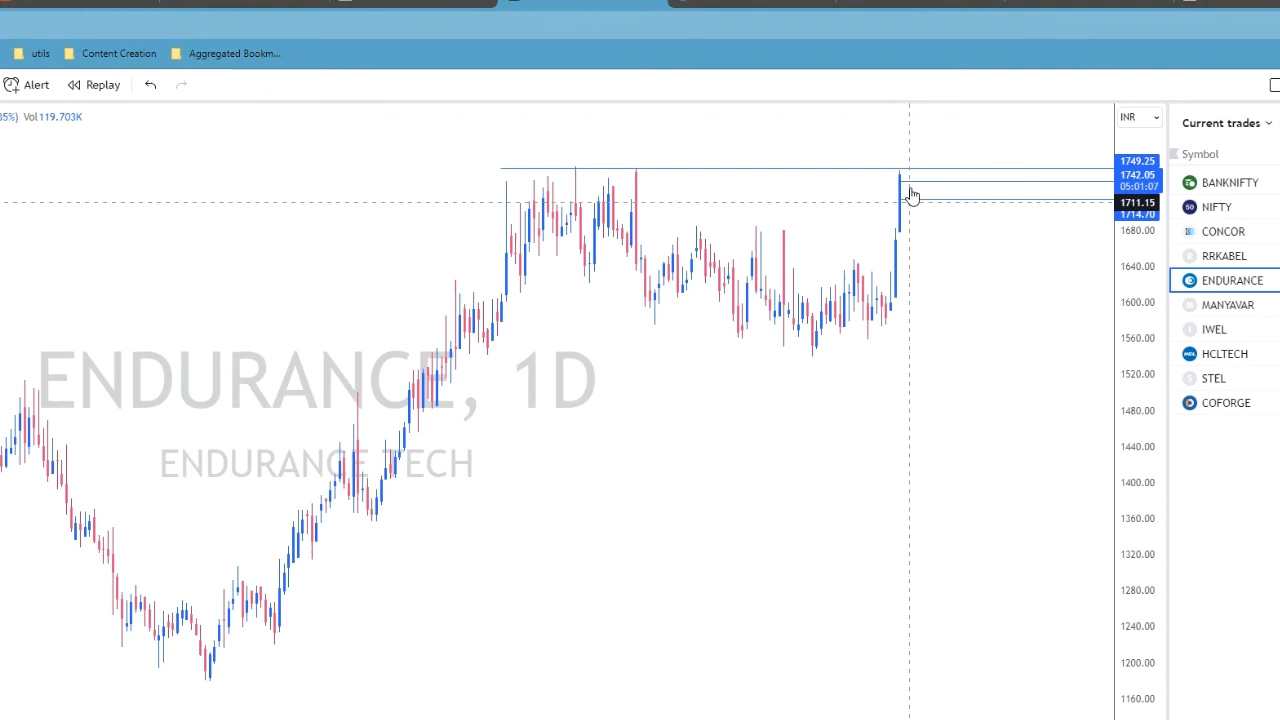 utils Content Creation Aggregated Bookm...
Alert Replay
35%) Vol119.703K
INR
Current trades
Symbol
1749.25
1742.05
05:01:07
1711.15
1714.70
1680.00
1640.00
1600.00
1560.00
1520.00
1480.00
1440.00
1400.00
1360.00
1320.00
1280.00
1240.00
1200.00
1160.00
BANKNIFTY
NIFTY
CONCOR
RRKABEL
ENDURANCE
MANYAVAR
IWEL
HCLTECH
STEL
COFORGE
ENDURANCE, 1D
ENDURANCE TECH